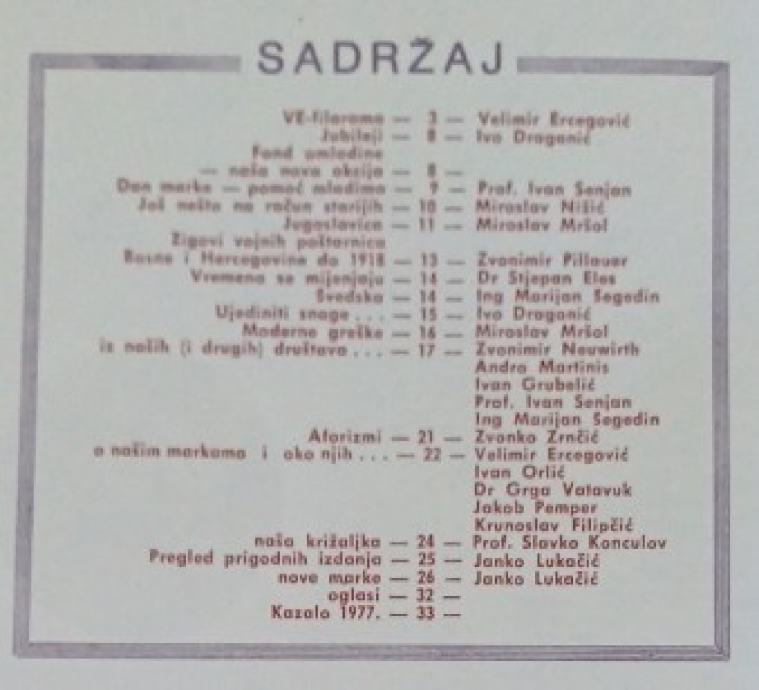 SADRŽAJ
VE-filorama — 3 — Velimir Ercegović
Jubileji — 8 — Ivo Draganić
Fond omladine
— naša nova akcija — 8 —
Dan marke — pomoć mladima — 9 — Prof. Ivan Senjan
Još nešto na račun starijih — 10 — Miroslav Nišić
Jugoslavica — 11 — Miroslav Mršol
Žigovi vojnih poštarnica
Bosne i Hercegovine do 1918 — 13 — Zvonimir Pillauer
Vremena se mijenjaju — 14 — Dr Stjepan Eles
Švedska — 14 — Ing Marijan Segedin
Ujediniti snage ... — 15 — Ivo Draganić
Moderne greške — 16 — Miroslav Mršol
iz naših (i drugih) društava ... — 17 — Zvonimir Neuwirth
Andro Martinis
Ivan Grubelić
Prof. Ivan Senjan
Ing Marijan Segedin
Aforizmi — 21 — Zvonko Zrnčić
o našim markama i oko njih ... — 22 — Velimir Ercegović
Ivan Orlić
Dr Grga Vatavuk
Jakob Pemper
Krunoslav Filipčić
naša križaljka — 24 — Prof. Slavko Konculov
Pregled prigodnih izdanja — 25 — Janko Lukačić
nove marke — 26 — Janko Lukačić
oglasi — 32 —
Kazalo 1977. — 33 —